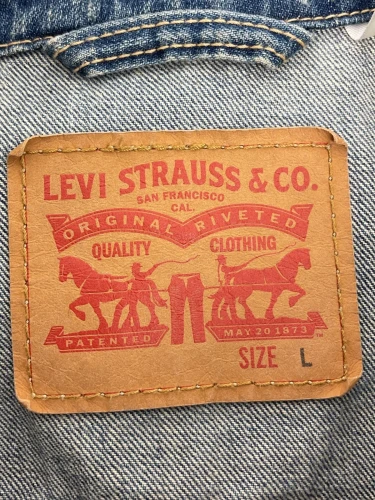 LEVI STRAUSS & CO.
SAN FRANCISCO
CAL.
ORIGINAL RIVETED
QUALITY CLOTHING
PATENTED MAY 20 1873
SIZE L